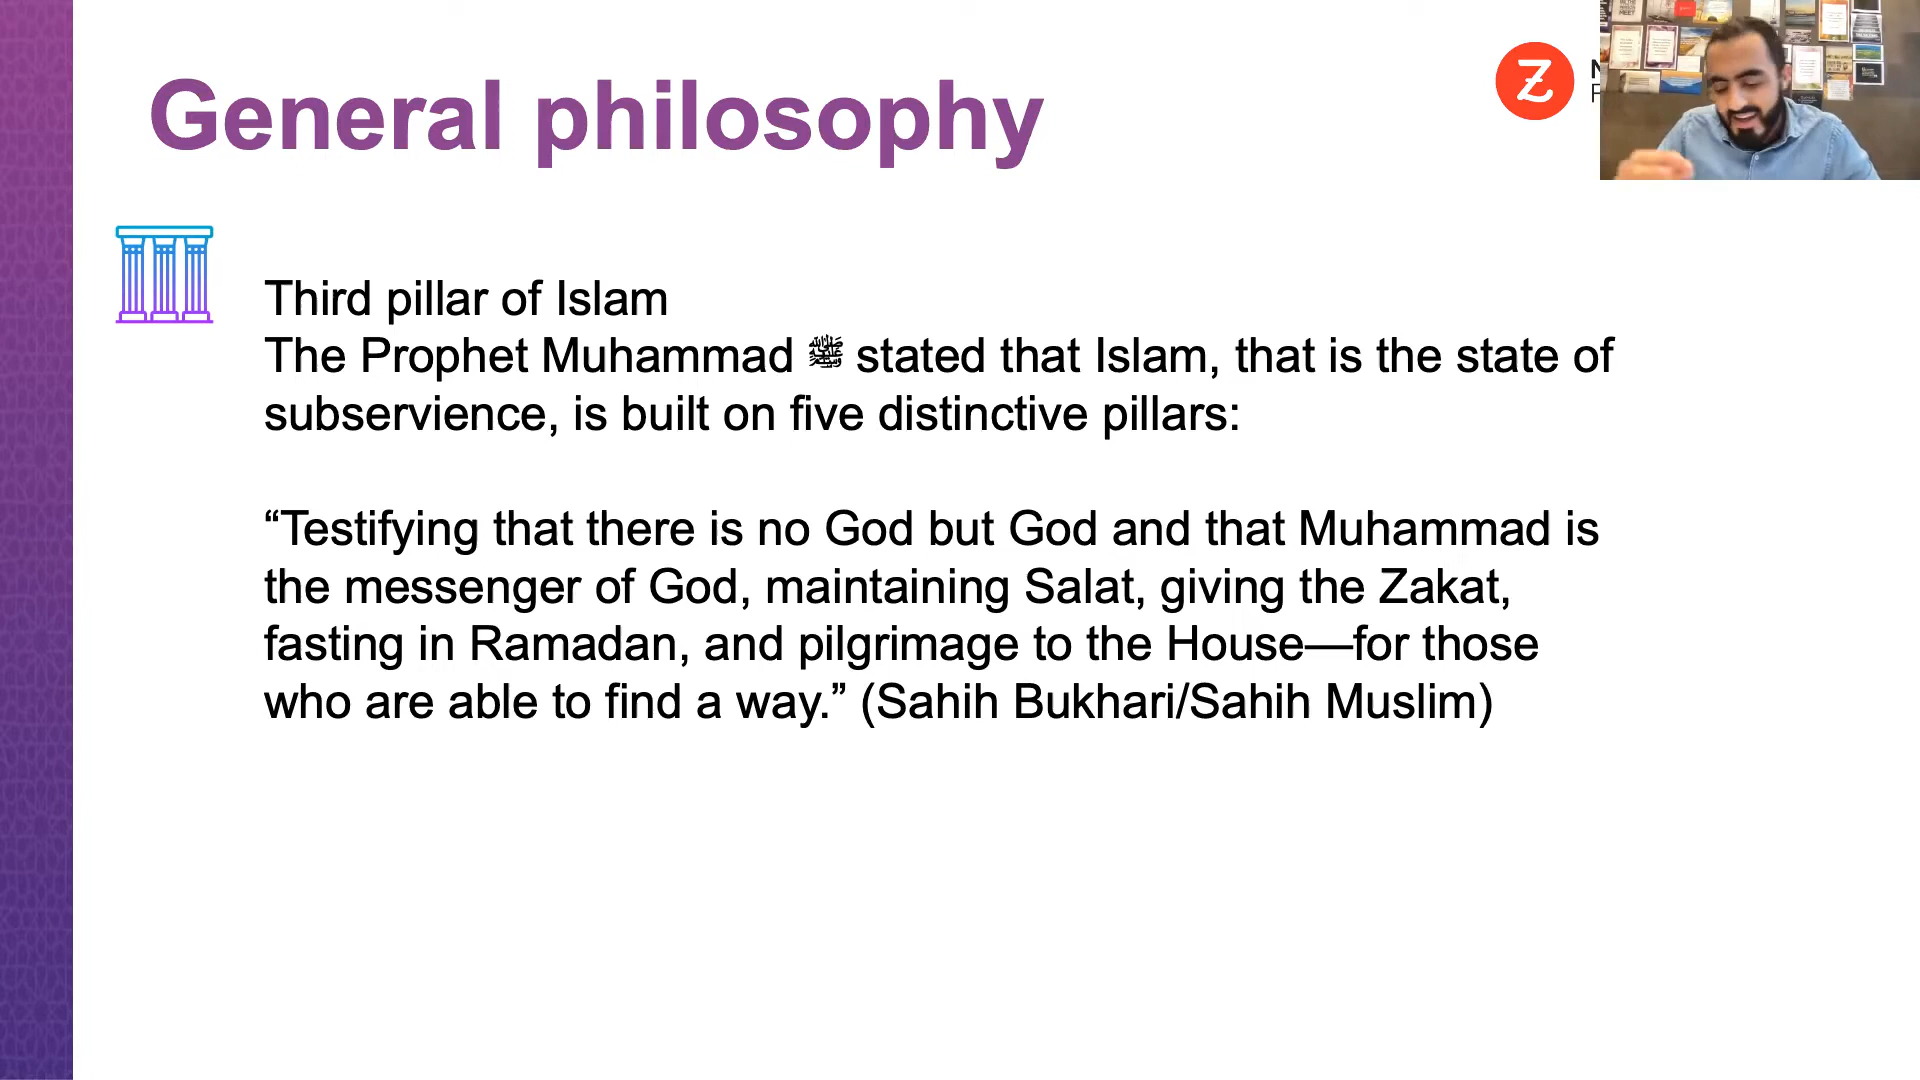 General philosophy
Z
Third pillar of Islam
The Prophet Muhammad ﷺ stated that Islam, that is the state of
subservience, is built on five distinctive pillars:
“Testifying that there is no God but God and that Muhammad is
the messenger of God, maintaining Salat, giving the Zakat,
fasting in Ramadan, and pilgrimage to the House—for those
who are able to find a way.” (Sahih Bukhari/Sahih Muslim)